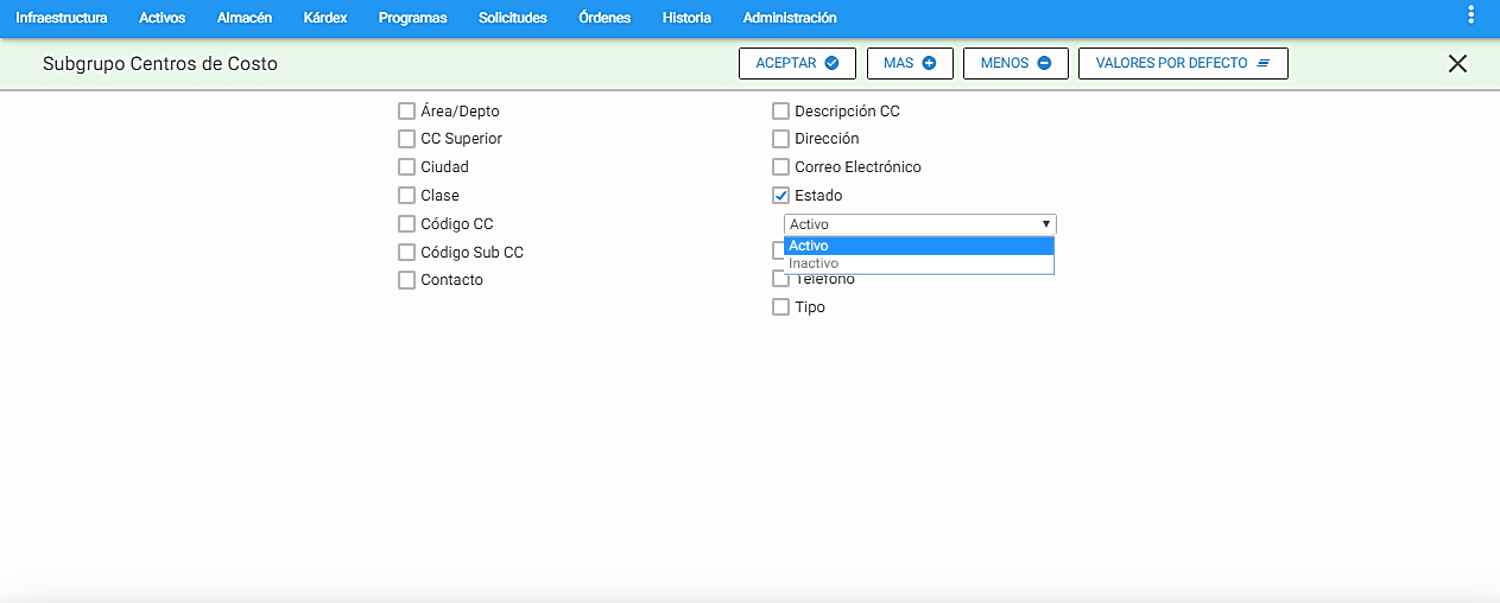 Infraestructura Activos Almacén Kárdex Programas Solicitudes Órdenes Historia Administración
Subgrupo Centros de Costo ACEPTAR MAS MENOS VALORES POR DEFECTO
Área/Depto
CC Superior
Ciudad
Clase
Código CC
Código Sub CC
Contacto
Descripción CC
Dirección
Correo Electrónico
Estado
Activo
Activo
Inactivo
Teléfono
Tipo